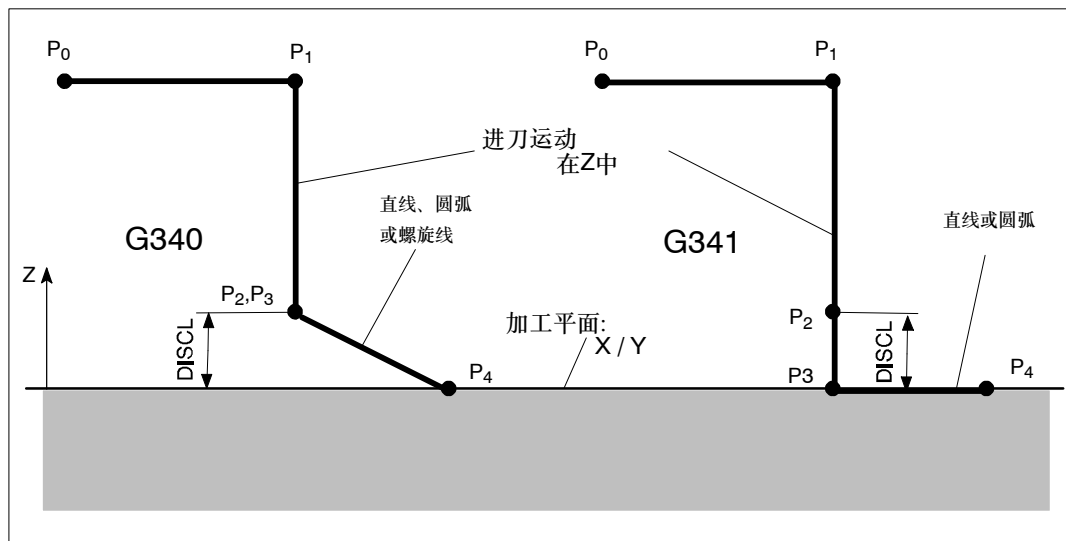 P0
P1
P0
P1
进刀运动
在Z中
直线、圆弧
或螺旋线
直线或圆弧
G340
G341
Z
P2,P3
DISCL
P4
加工平面:
X / Y
P2
DISCL
P3
P4